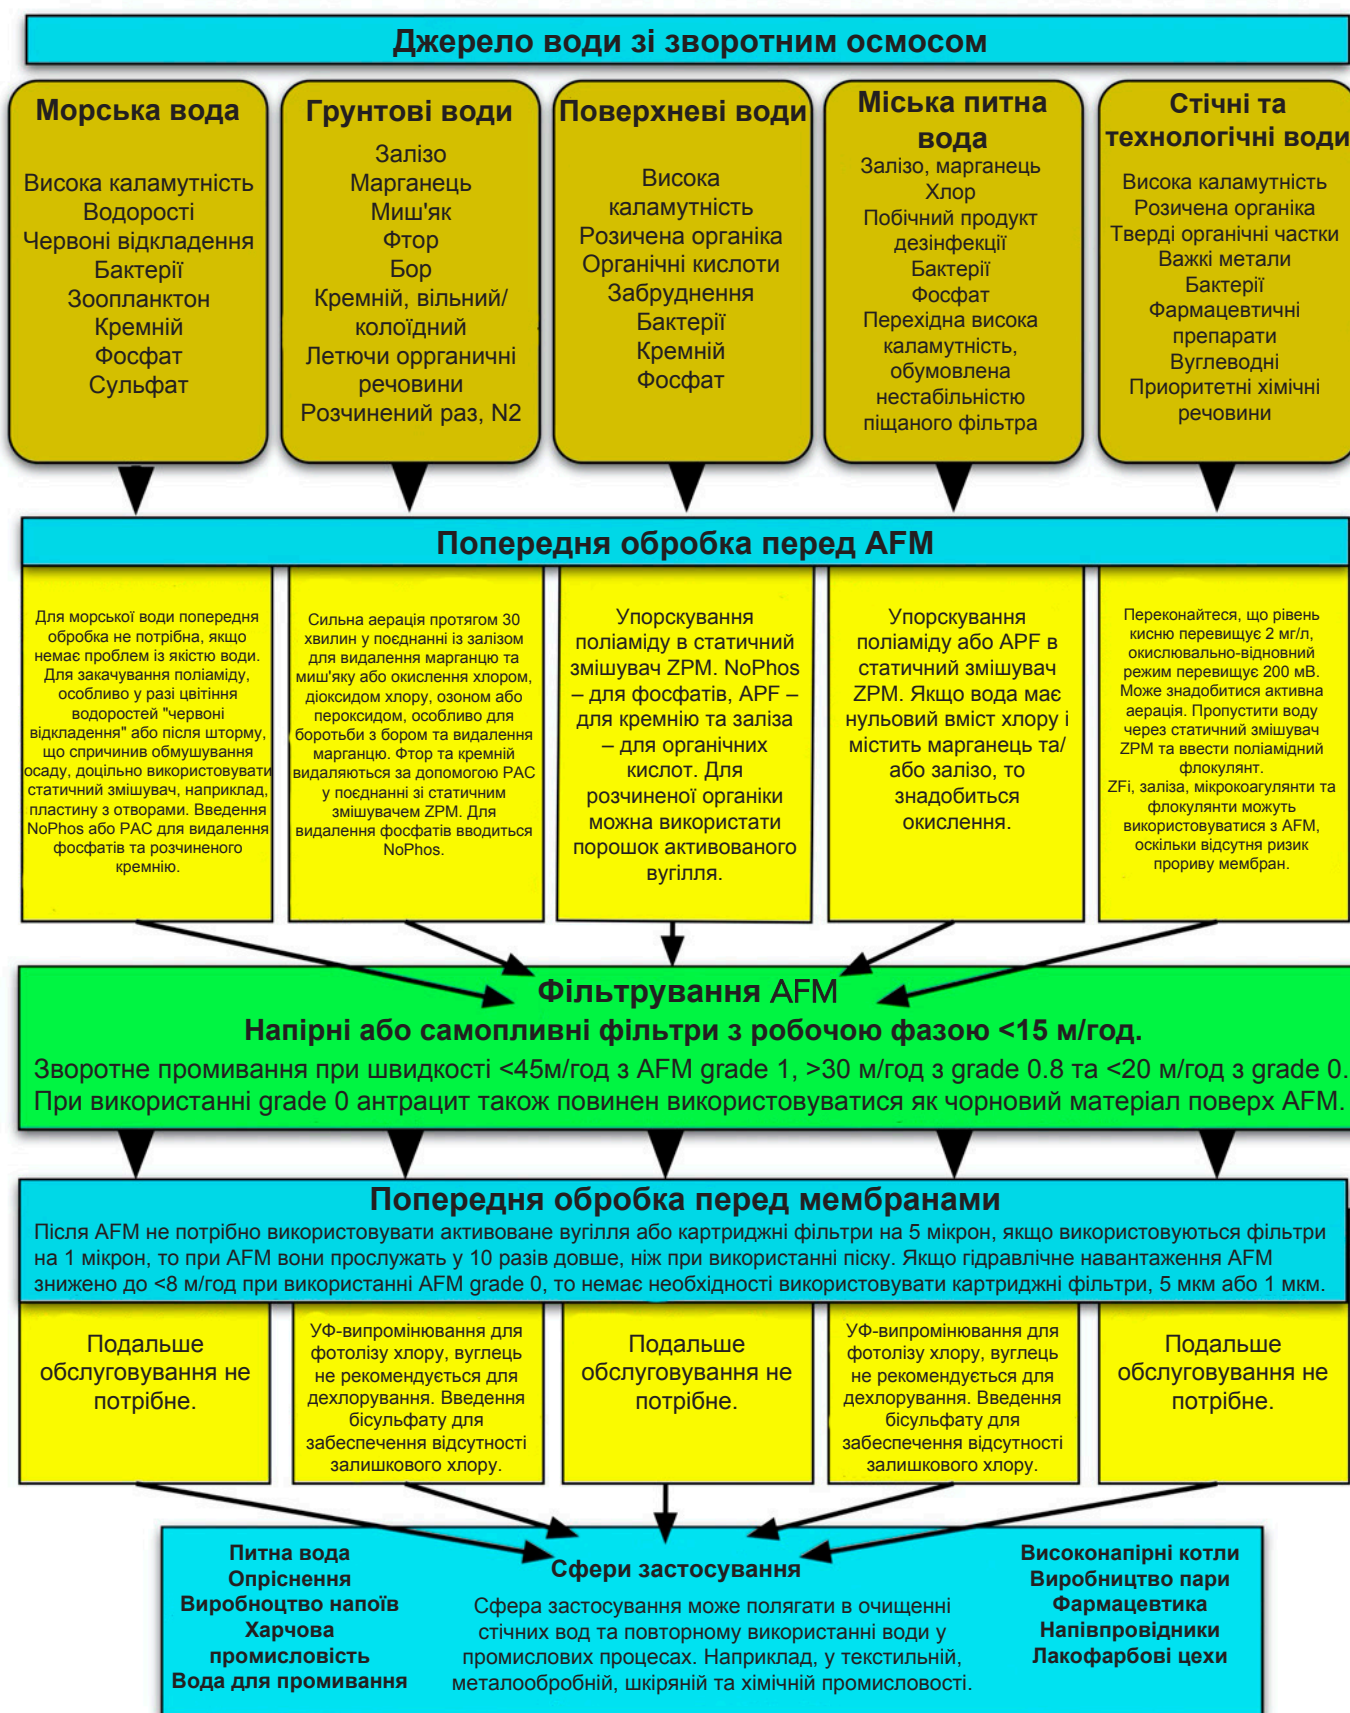 Джерело води зі зворотним осмосом
Морська вода
Висока каламутність
Водорості
Червоні відкладення
Бактерії
Зоопланктон
Кремній
Фосфат
Сульфат
Грунтові води
Залізо
Марганець
Миш'як
Фтор
Бор
Кремній, вільний/
колоїдний
Летючи оррганичні
речовини
Розчинений раз, N2
Поверхневі води
Висока
каламутність
Розичена органіка
Органічні кислоти
Забруднення
Бактерії
Кремній
Фосфат
Міська питна
вода
Залізо, марганець
Хлор
Побічний продукт
дезінфекції
Бактерії
Фосфат
Перехідна висока
каламутність,
обумовлена
нестабільністю
піщаного фільтра
Стічні та
технологічні води
Висока каламутність
Розичена органіка
Тверді органічні частки
Важкі метали
Бактерії
Фармацевтичні
препарати
Вуглеводні
Приоритетні хімічні
речовини
Попередня обробка перед AFM
Для морської води попередня
обробка не потрібна, якщо
немає проблем із якістю води.
Для закачування поліаміду,
особливо у разі цвітіння
водоростей "червоні
відкладення" або після шторму,
що спричинив обмушування
осаду, доцільно використовувати
статичний змішувач, наприклад,
пластину з отворами. Введення
NoPhos або PAC для видалення
фосфатів та розчиненого
кремнію.
Сильна аерація протягом 30
хвилин у поєднанні із залізом
для видалення марганцю та
миш'яку або окислення хлором,
діоксидом хлору, озоном або
пероксидом, особливо для
боротьби з бором та видалення
марганцю. Фтор та кремній
видаляються за допомогою PAC
у поєднанні зі статичним
змішувачем ZPM. Для
видалення фосфатів вводиться
NoPhos.
Упорскування
поліаміду в статичний
змішувач ZPM. NoPhos
– для фосфатів, APF –
для кремнію та заліза
– для органічних
кислот. Для
розчиненої органіки
можна використати
порошок активованого
вугілля.
Упорскування
поліаміду або APF в
статичний змішувач
ZPM. Якщо вода має
нульовий вміст хлору і
містить марганець та/
або залізо, то
знадобиться
окислення.
Переконайтеся, що рівень
кисню перевищує 2 мг/л,
окислювально-відновний
режим перевищує 200 мВ.
Може знадобитися активна
аерація. Пропустити воду
через статичний змішувач
ZPM та ввести поліамідний
флокулянт.
ZFi, заліза, мікрокоагулянти та
флокулянти можуть
використовуватися з AFM,
оскільки відсутня ризик
прориву мембран.
Фільтрування AFM
Напірні або самопливні фільтри з робочою фазою <15 м/год.
Зворотне промивання при швидкості <45м/год з AFM grade 1, >30 м/год з grade 0.8 та <20 м/год з grade 0.
При використанні grade 0 антрацит також повинен використовуватися як чорновий матеріал поверх AFM.
Попередня обробка перед мембранами
Після AFM не потрібно використовувати активоване вугілля або картриджні фільтри на 5 мікрон, якщо використовуються фільтри
на 1 мікрон, то при AFM вони прослужать у 10 разів довше, ніж при використанні піску. Якщо гідравлічне навантаження AFM
знижено до <8 м/год при використанні AFM grade 0, то немає необхідності використовувати картриджні фільтри, 5 мкм або 1 мкм.
Подальше
обслуговування не
потрібне.
УФ-випромінювання для
фотолізу хлору, вуглець
не рекомендується для
дехлорування. Введення
бісульфату для
забеспечення відсутності
залишкового хлору.
Подальше
обслуговування не
потрібне.
УФ-випромінювання для
фотолізу хлору, вуглець
не рекомендується для
дехлорування. Введення
бісульфату для
забеспечення відсутності
залишкового хлору.
Подальше
обслуговування не
потрібне.
Питна вода
Опріснення
Виробноцтво напоїв
Харчова
промисловість
Вода для промивання
Сфери застосування
Сфера застосування може полягати в очищенні
стічних вод та повторному використанні води у
промислових процесах. Наприклад, у текстильній,
металообробній, шкіряній та хімічній промисловості.
Високонапірні котли
Виробництво пари
Фармацевтика
Напівпровідники
Лакофарбові цехи